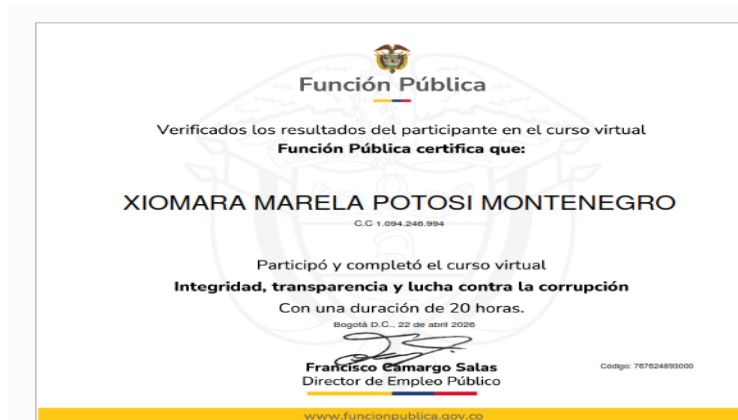 Función Pública
Verificados los resultados del participante en el curso virtual
Función Pública certifica que:
XIOMARA MARELA POTOSI MONTENEGRO
C.C 1.094.246.994
Participó y completó el curso virtual
Integridad, transparencia y lucha contra la corrupción
Con una duración de 20 horas.
Bogotá D.C., 22 de abril 2026
Francisco Camargo Salas
Código: 767624893000
Director de Empleo Público
www.funcionpublica.gov.co